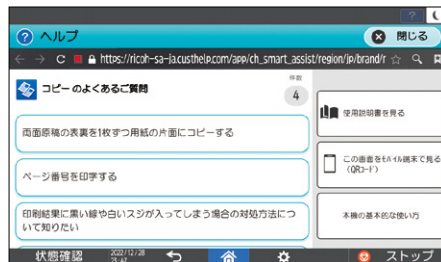 ?
ヘルプ
閉じる
https://ricoh-sa-ja.custhelp.com/app/ch_smart_assist/region/jp/brand/r
コピーのよくあるご質問
件数
4
両面原稿の表裏を1枚ずつ用紙の片面にコピーする
ページ番号を印字する
印刷結果に黒い線や白いスジが入ってしまう場合の対処方法につ
いて知りたい
使用説明書を見る
この画面をモバイル端末で見る
(QRコード)
本機の基本的な使い方
状態確認
2022/12/28
ストップ